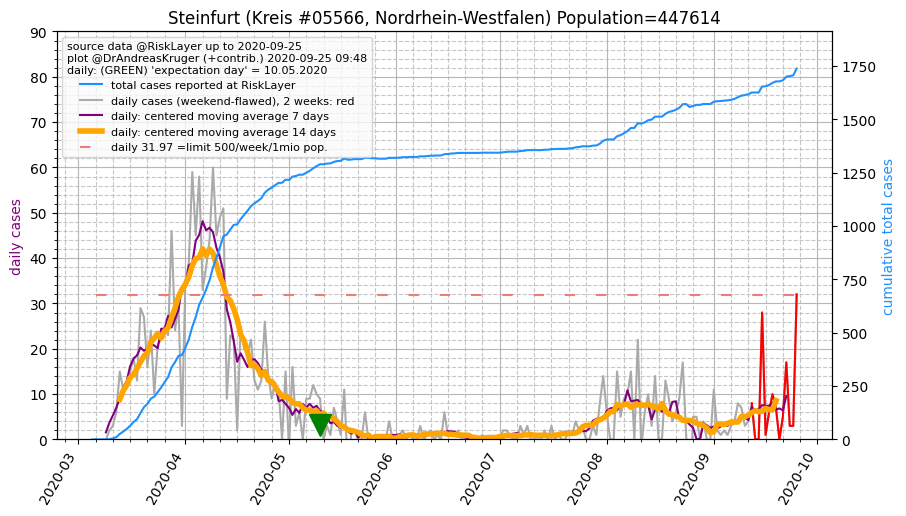 Steinfurt (Kreis #05566, Nordrhein-Westfalen) Population=447614
source data @RiskLayer up to 2020-09-25
plot @DrAndreasKruger (+contrib.) 2020-09-25 09:48
daily: (GREEN) 'expectation day' = 10.05.2020
total cases reported at RiskLayer
daily cases (weekend-flawed), 2 weeks: red
daily: centered moving average 7 days
daily: centered moving average 14 days
daily 31.97 =limit 500/week/1mio pop.
daily cases
90
80
70
60
50
40
30
20
10
0
1750
1500
1250
1000
750
500
250
0
cumulative total cases
2020-03
2020-04
2020-05
2020-06
2020-07
2020-08
2020-09
2020-10